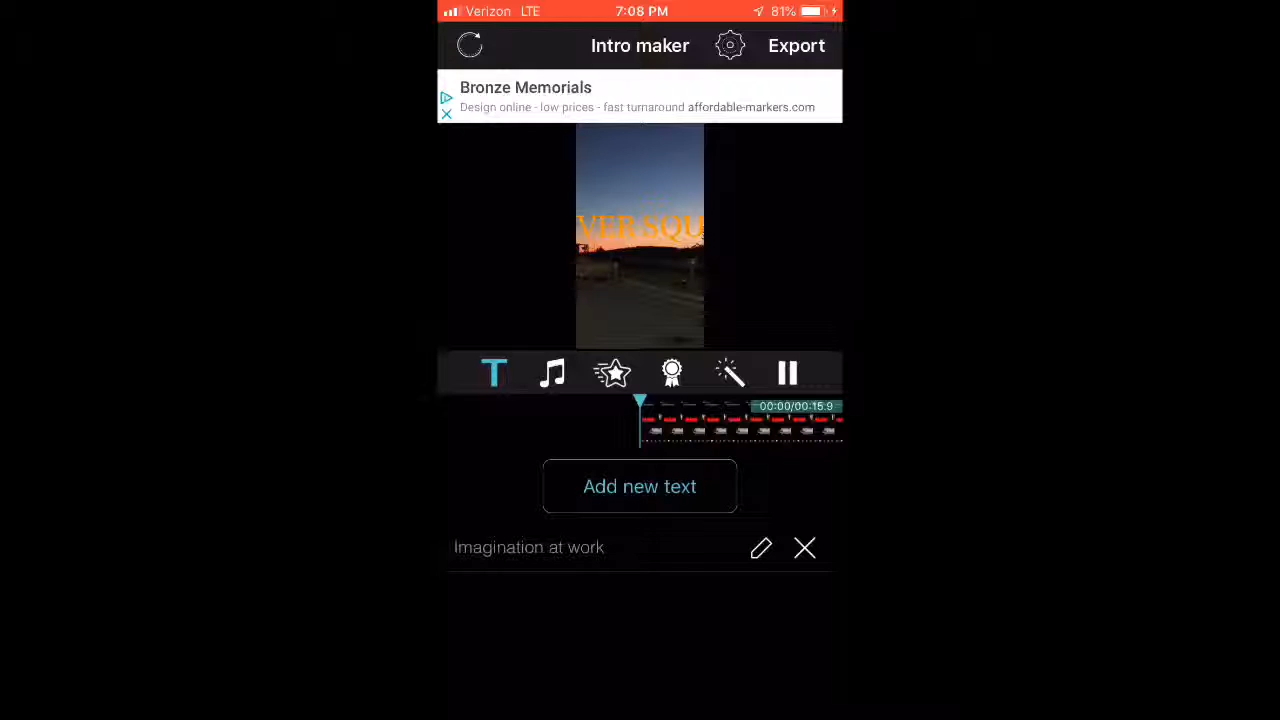 Verizon LTE 7:08 PM 81%
Intro maker Export
Bronze Memorials
Design online - low prices - fast turnaround affordable-markers.com
VER SQU
T
00:00/00:15.9
Add new text
Imagination at work